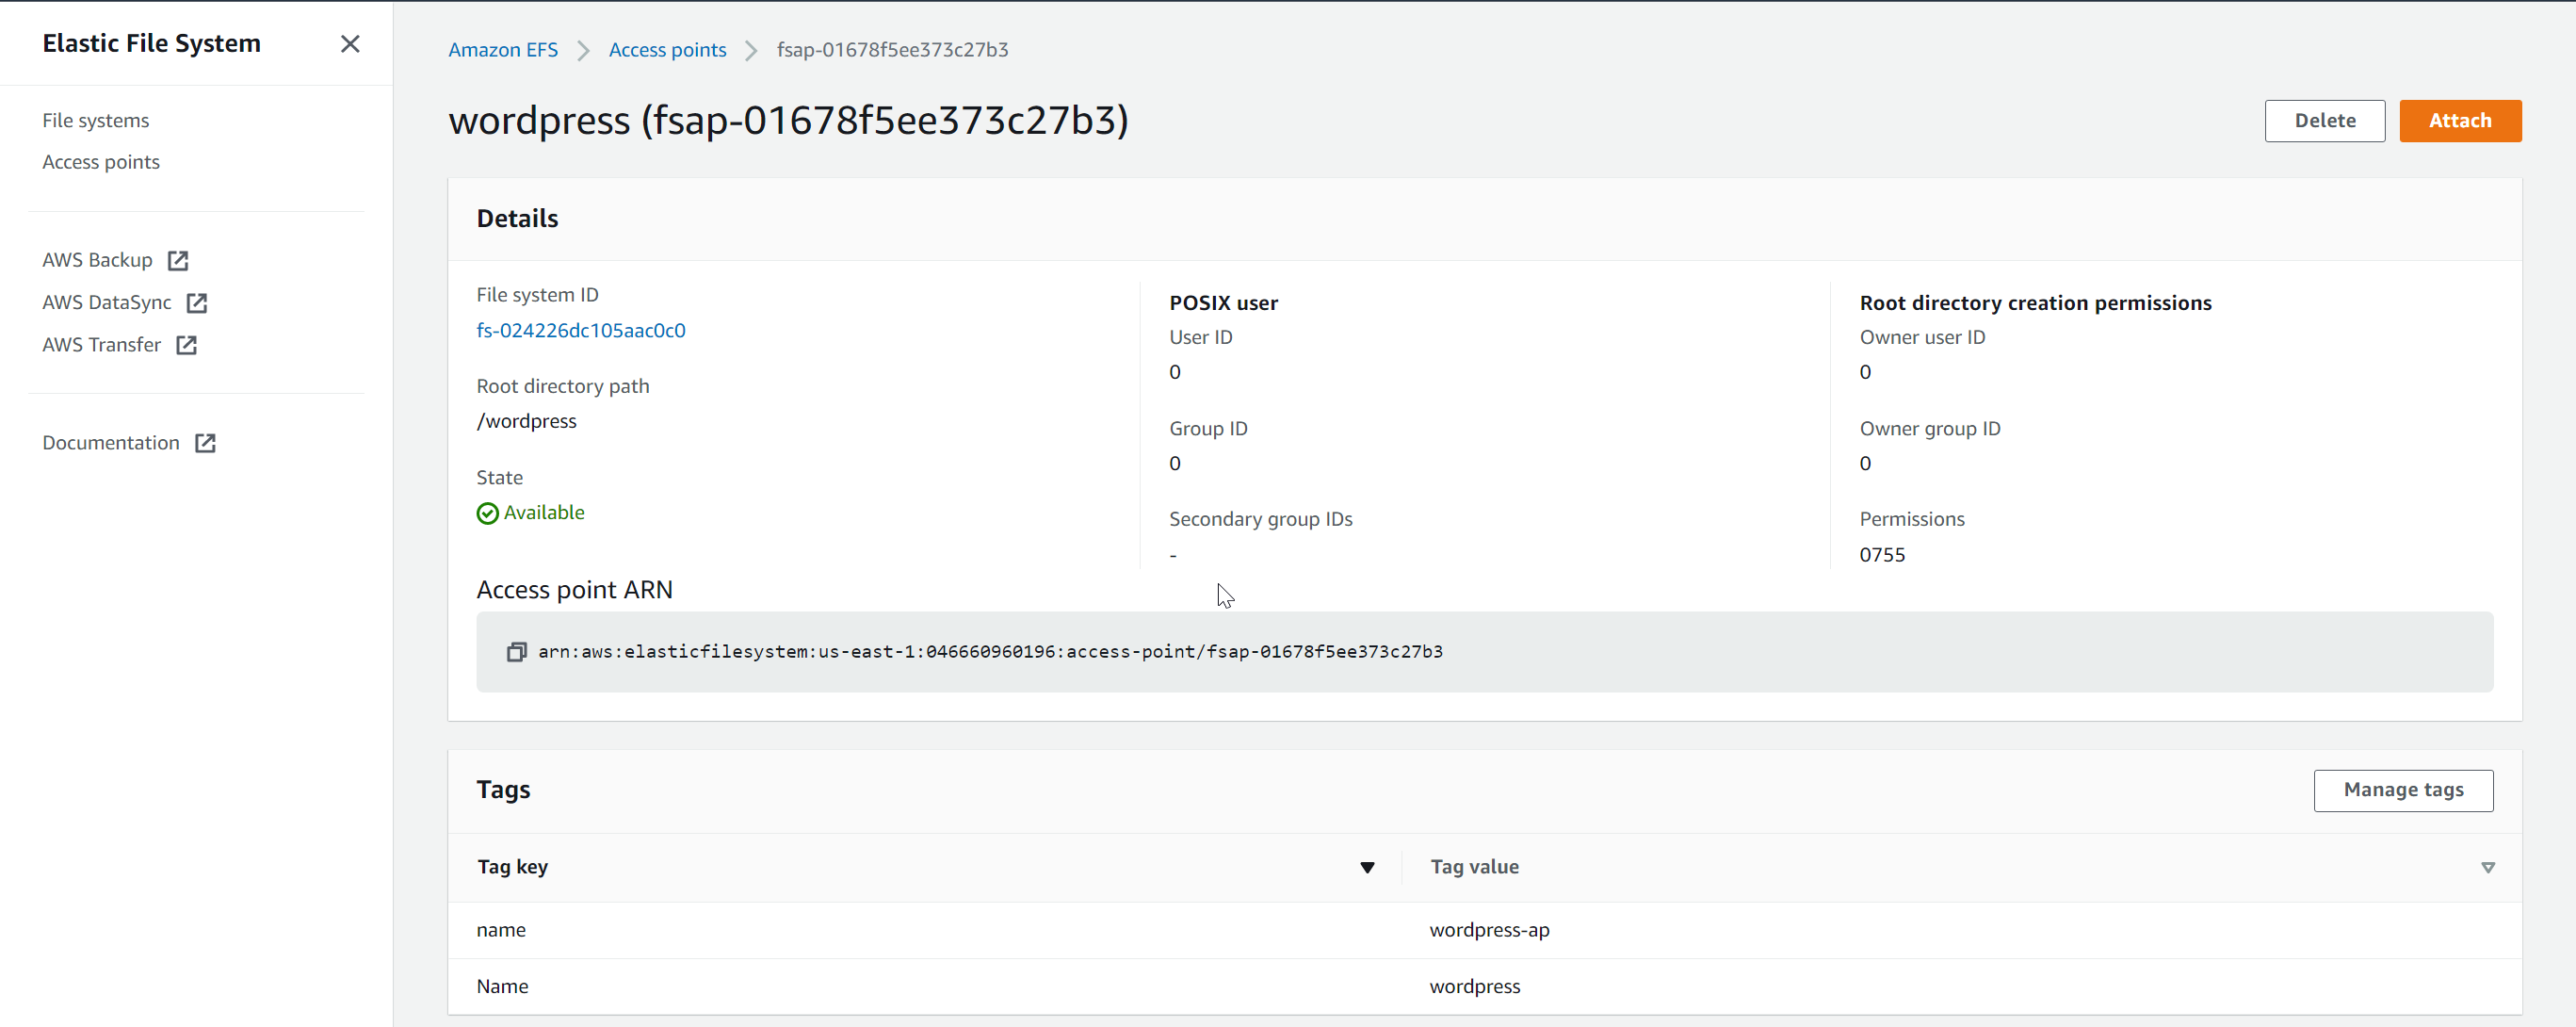 Elastic File System
File systems
Access points
AWS Backup
AWS DataSync
AWS Transfer
Documentation
Amazon EFS
Access points
fsap-01678f5ee373c27b3
wordpress (fsap-01678f5ee373c27b3)
Delete
Attach
Details
File system ID
fs-024226dc105aac0c0
Root directory path
/wordpress
State
Available
POSIX user
User ID
0
Group ID
0
Secondary group IDs
-
Root directory creation permissions
Owner user ID
0
Owner group ID
0
Permissions
0755
Access point ARN
arn:aws:elasticfilesystem:us-east-1:046660960196:access-point/fsap-01678f5ee373c27b3
Tags
Manage tags
Tag key
Tag value
name
wordpress-ap
Name
wordpress